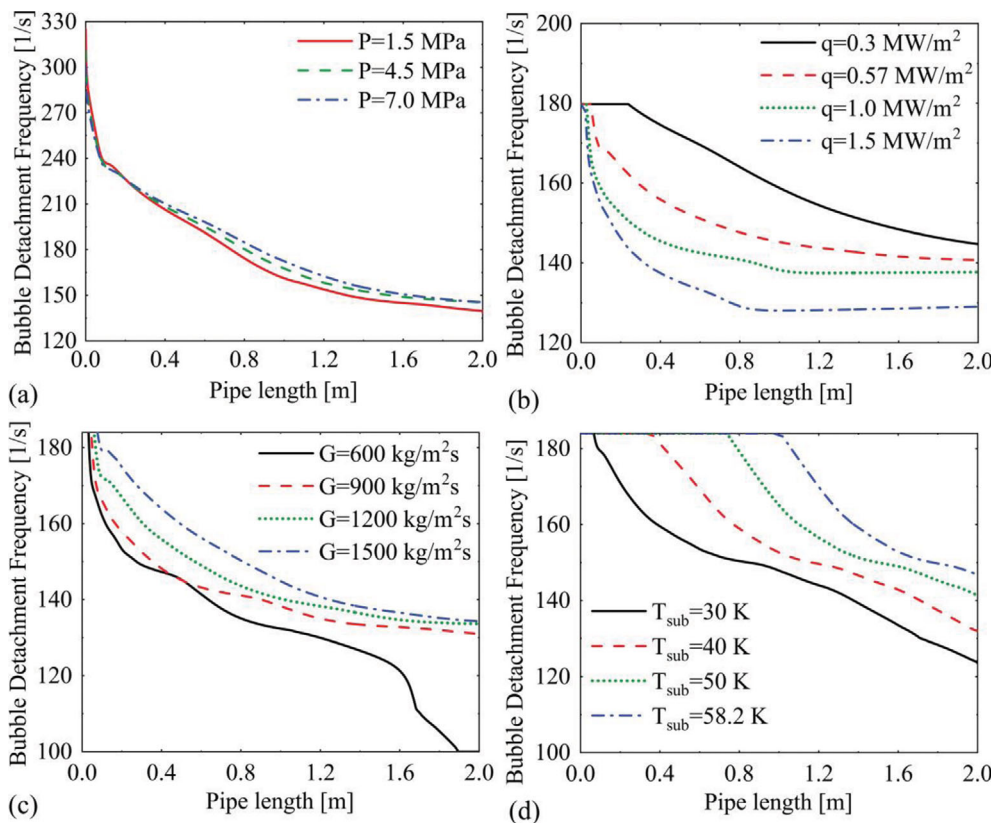 Bubble Detachment Frequency [1/s]
330
300
270
240
210
180
150
120
P=1.5 MPa
P=4.5 MPa
P=7.0 MPa
0.0 0.4 0.8 1.2 1.6 2.0
Pipe length [m]
(a)
Bubble Detachment Frequency [1/s]
200
180
160
140
120
q=0.3 MW/m²
q=0.57 MW/m²
q=1.0 MW/m²
q=1.5 MW/m²
0.0 0.4 0.8 1.2 1.6 2.0
Pipe length [m]
(b)
Bubble Detachment Frequency [1/s]
180
160
140
120
100
G=600 kg/m²s
G=900 kg/m²s
G=1200 kg/m²s
G=1500 kg/m²s
0.0 0.4 0.8 1.2 1.6 2.0
Pipe length [m]
(c)
Bubble Detachment Frequency [1/s]
180
160
140
120
100
T_sub=30 K
T_sub=40 K
T_sub=50 K
T_sub=58.2 K
0.0 0.4 0.8 1.2 1.6 2.0
Pipe length [m]
(d)